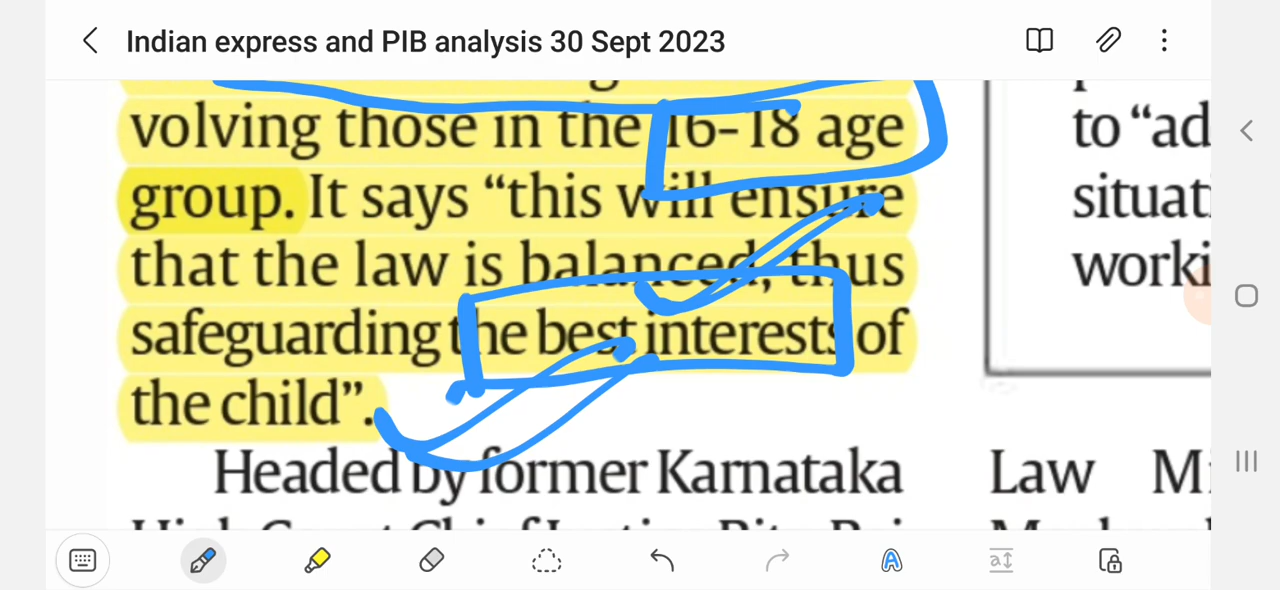 Indian express and PIB analysis 30 Sept 2023
volving those in the 16-18 age
group. It says “this will ensure
that the law is balanced, thus
safeguarding the best interests of
the child”.
Headed by former Karnataka
to “ad
situati
worki
Law Mi